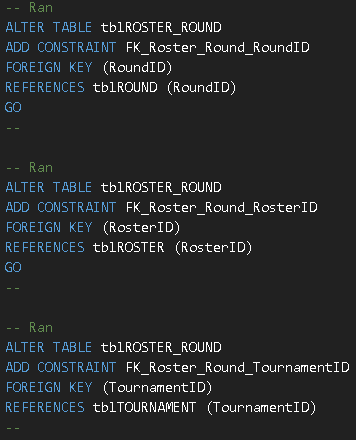 -- Ran
ALTER TABLE tblROSTER_ROUND
ADD CONSTRAINT FK_Roster_Round_RoundID
FOREIGN KEY (RoundID)
REFERENCES tblROUND (RoundID)
GO
--
-- Ran
ALTER TABLE tblROSTER_ROUND
ADD CONSTRAINT FK_Roster_Round_RosterID
FOREIGN KEY (RosterID)
REFERENCES tblROSTER (RosterID)
GO
--
-- Ran
ALTER TABLE tblROSTER_ROUND
ADD CONSTRAINT FK_Roster_Round_TournamentID
FOREIGN KEY (TournamentID)
REFERENCES tblTOURNAMENT (TournamentID)
--